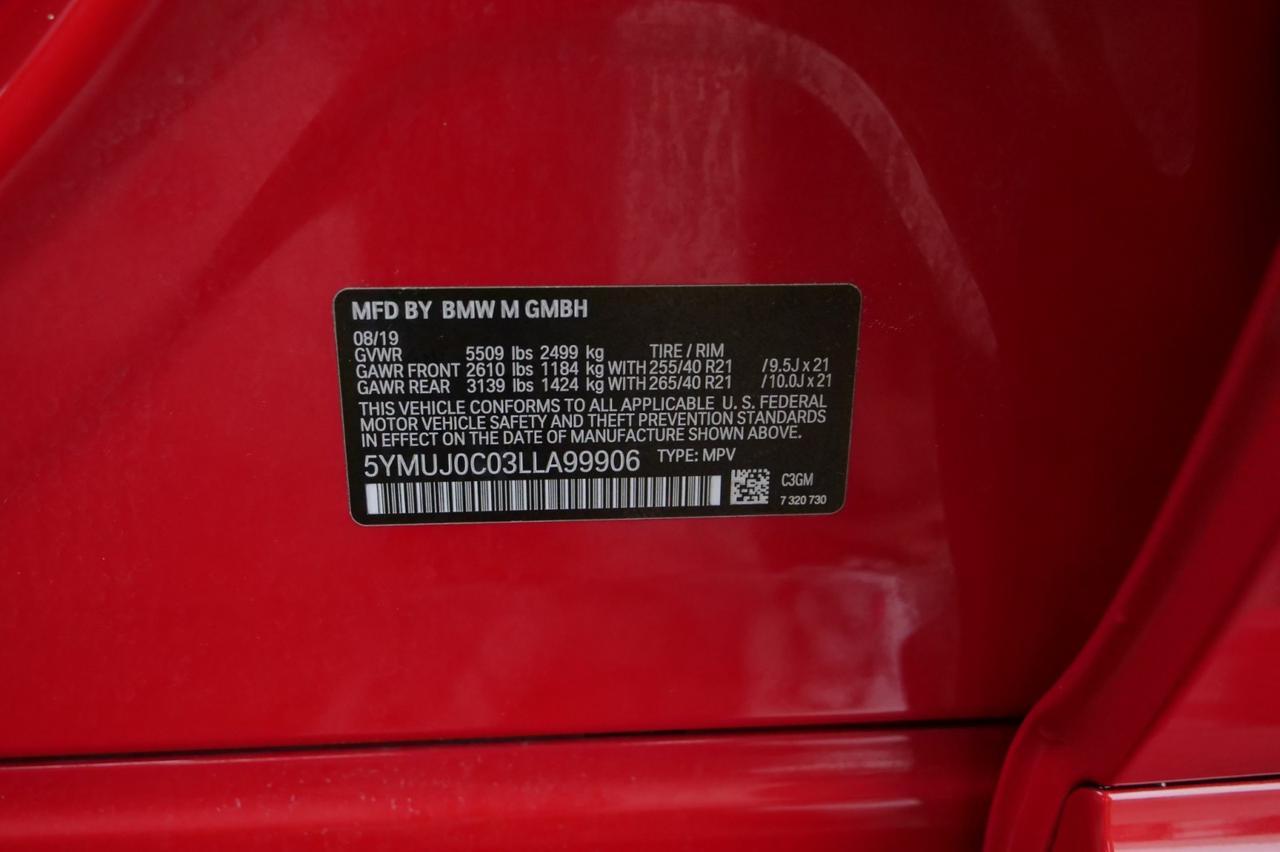 MFD BY BMW M GMBH
08/19
GVWR 5509 lbs 2499 kg TIRE / RIM
GAWR FRONT 2610 lbs 1184 kg WITH 255/40 R21 / 9.5J x 21
GAWR REAR 3139 lbs 1424 kg WITH 265/40 R21 / 10.0J x 21
THIS VEHICLE CONFORMS TO ALL APPLICABLE U. S. FEDERAL
MOTOR VEHICLE SAFETY AND THEFT PREVENTION STANDARDS
IN EFFECT ON THE DATE OF MANUFACTURE SHOWN ABOVE.
5YMUJ0C03LLA99906 TYPE: MPV
C3GM
7 320 730